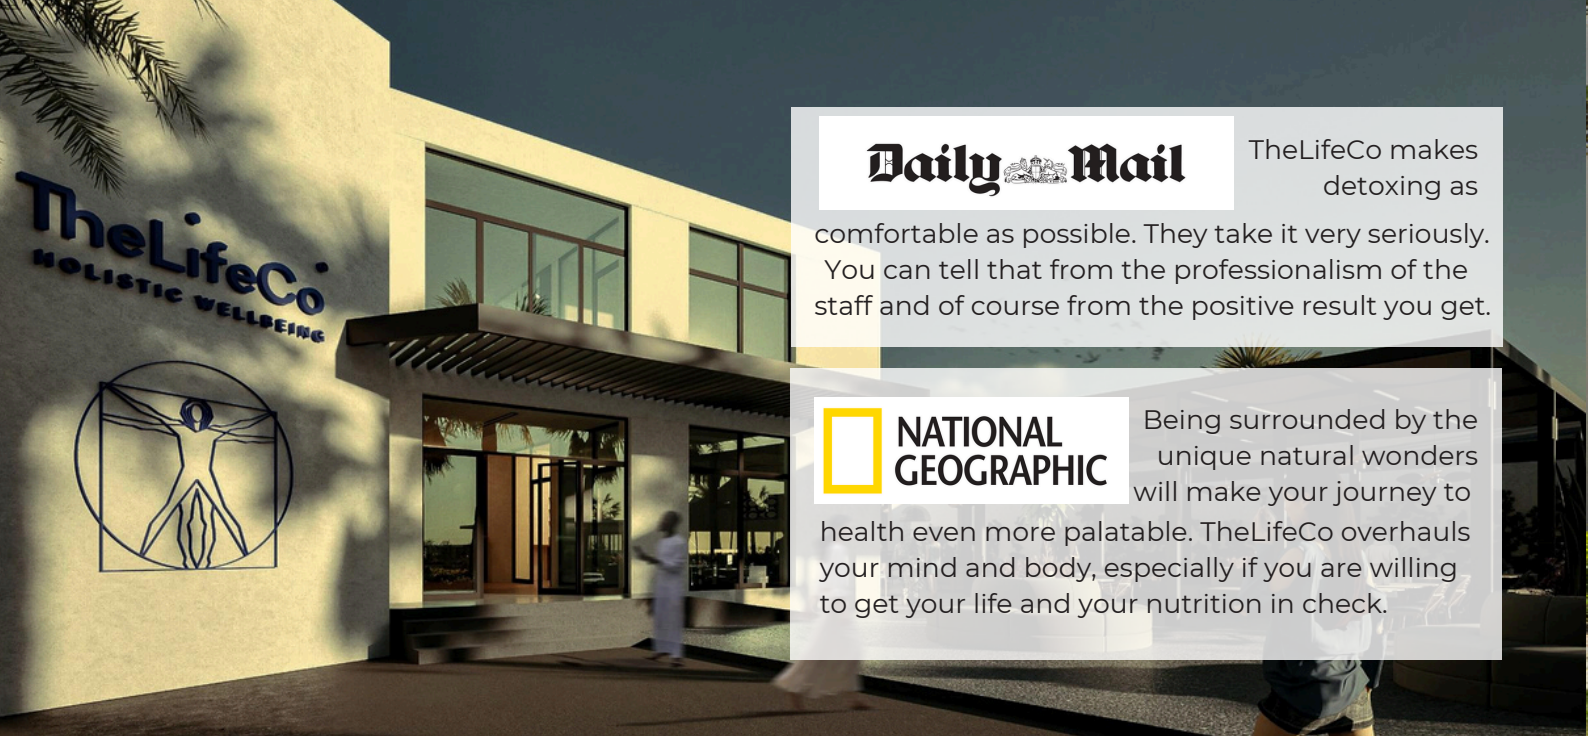 TheLifeCo
HOLISTIC WELLBEING
Daily Mail
TheLifeCo makes
detoxing as
comfortable as possible. They take it very seriously.
You can tell that from the professionalism of the
staff and of course from the positive result you get.
NATIONAL
GEOGRAPHIC
Being surrounded by the
unique natural wonders
will make your journey to
health even more palatable. TheLifeCo overhauls
your mind and body, especially if you are willing
to get your life and your nutrition in check.